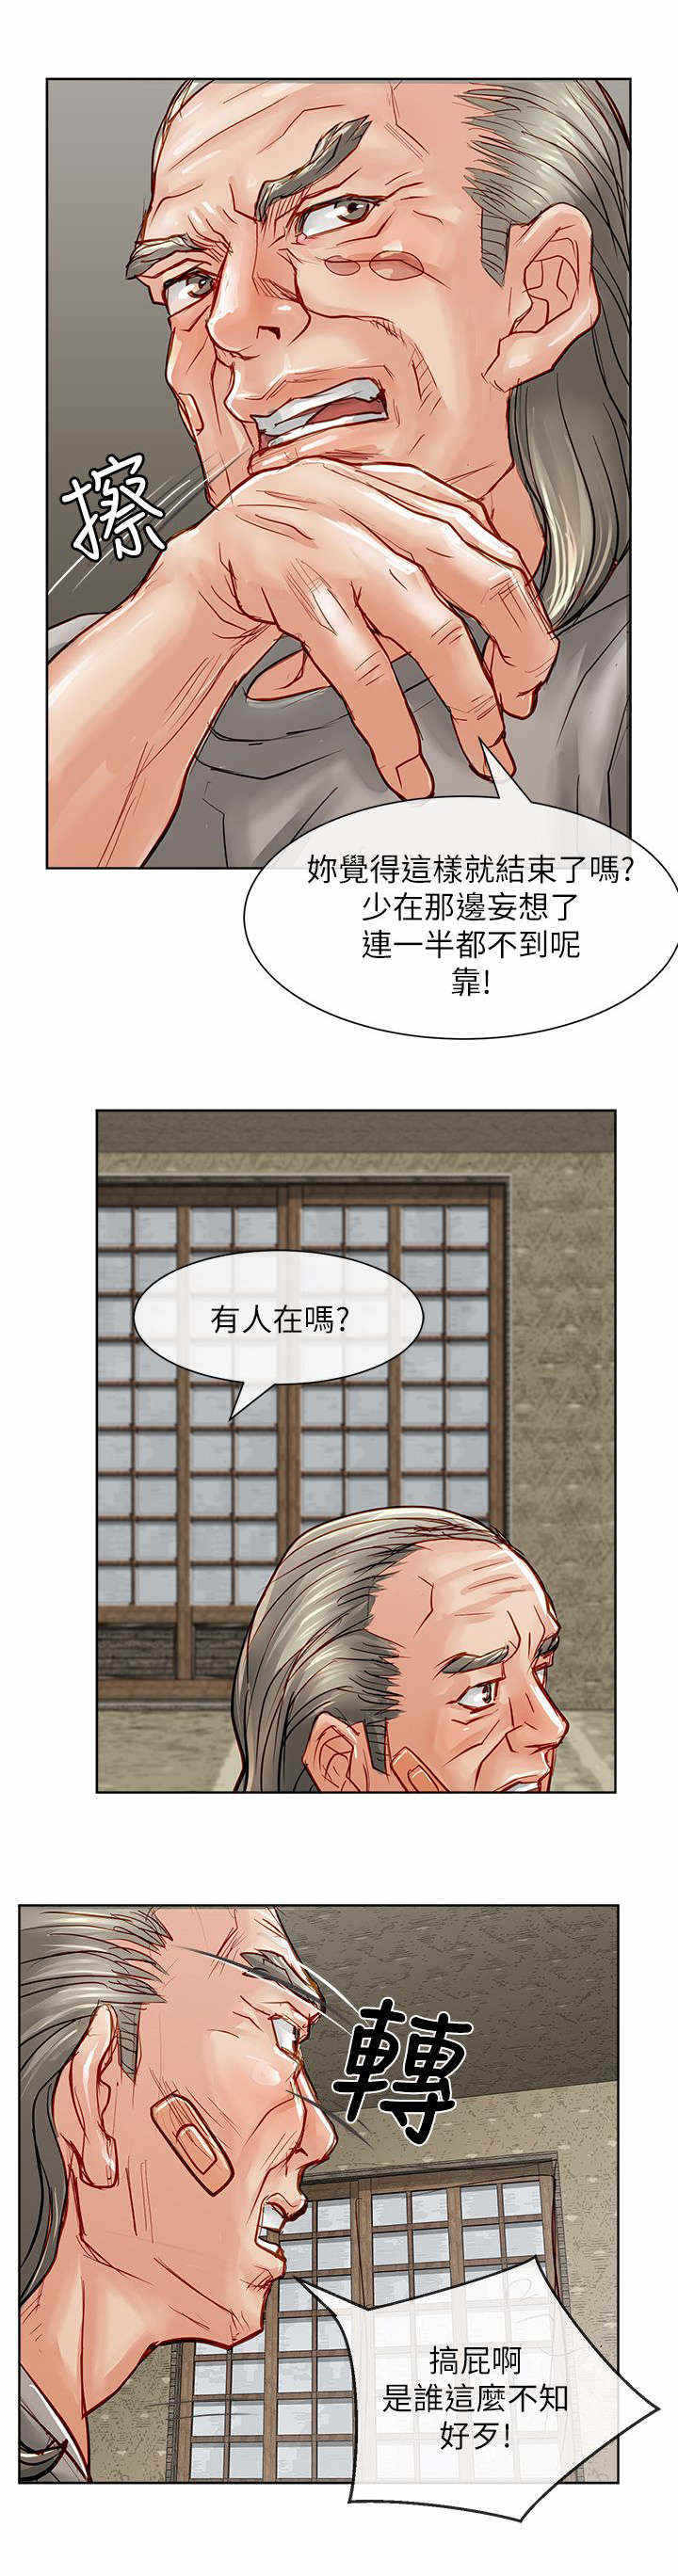 擦
妳覺得這樣就結束了嗎?
少在那邊妄想了
連一半都不到呢
靠!
有人在嗎?
轉
搞屁啊
是誰這麼不知
好歹!